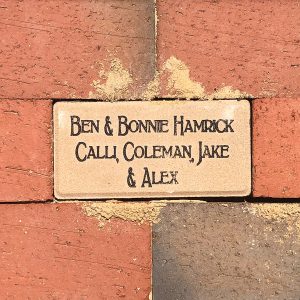 Ben & Bonnie Hamrick
Calli, Coleman, Jake
& Alex